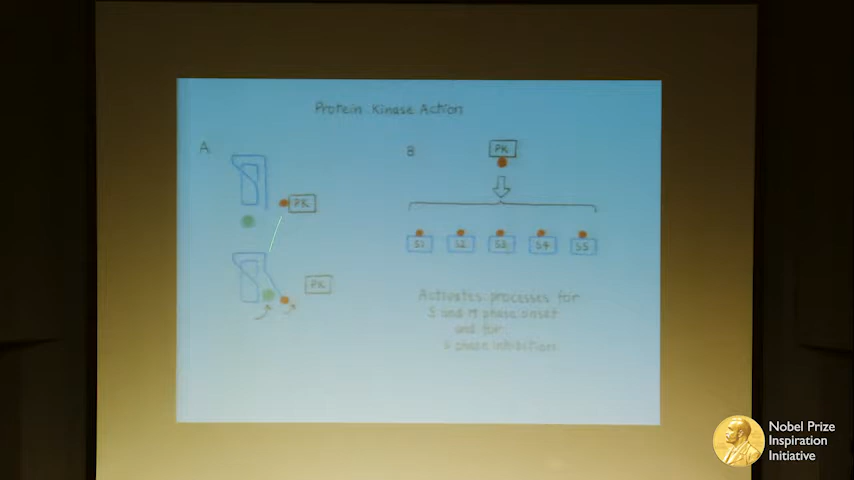 Protein Kinase Action
A
B
PK
PK
S1 S2 S3 S4 S5
PK
Activates processes for
S and M phase onset
and for
S phase inhibition
Nobel Prize
Inspiration
Initiative